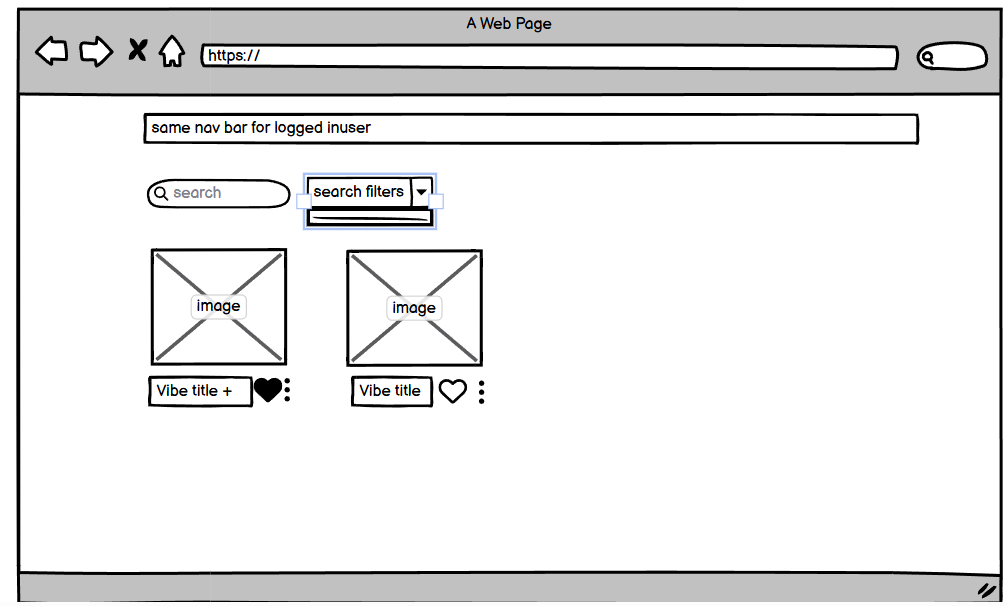 A Web Page
https://
same nav bar for logged inuser
search
search filters
image
image
Vibe title +
Vibe title